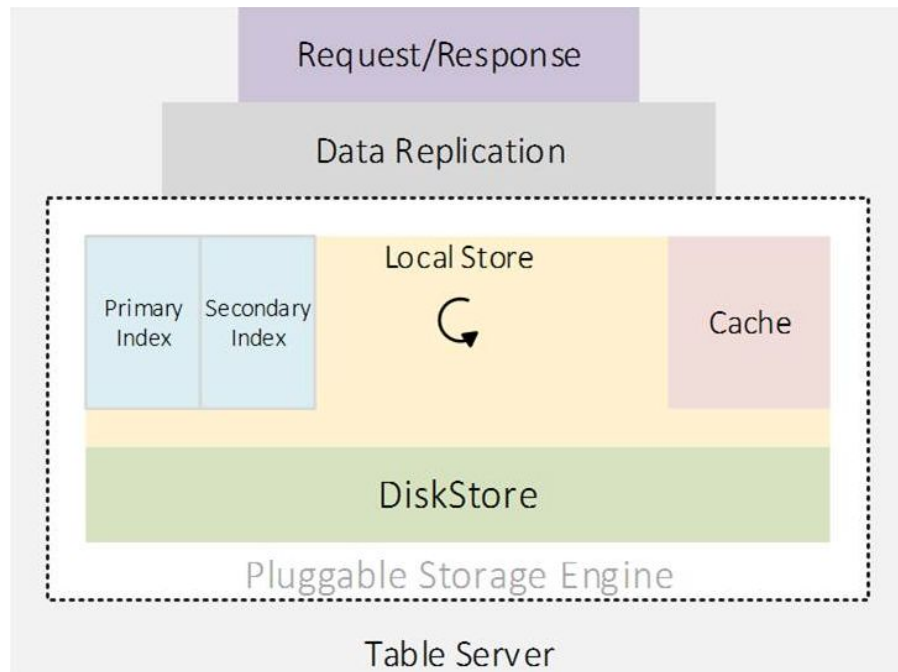 Request/Response
Data Replication
Local Store
Primary
Index
Secondary
Index
Cache
DiskStore
Pluggable Storage Engine
Table Server